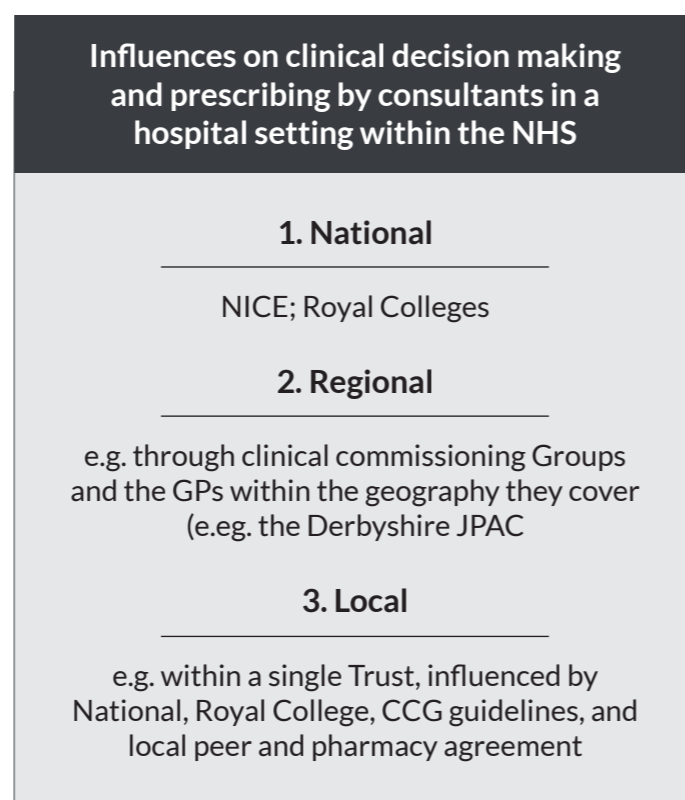 Influences on clinical decision making
and prescribing by consultants in a
hospital setting within the NHS
1. National
NICE; Royal Colleges
2. Regional
e.g. through clinical commissioning Groups
and the GPs within the geography they cover
(e.eg. the Derbyshire JPAC
3. Local
e.g. within a single Trust, influenced by
National, Royal College, CCG guidelines, and
local peer and pharmacy agreement